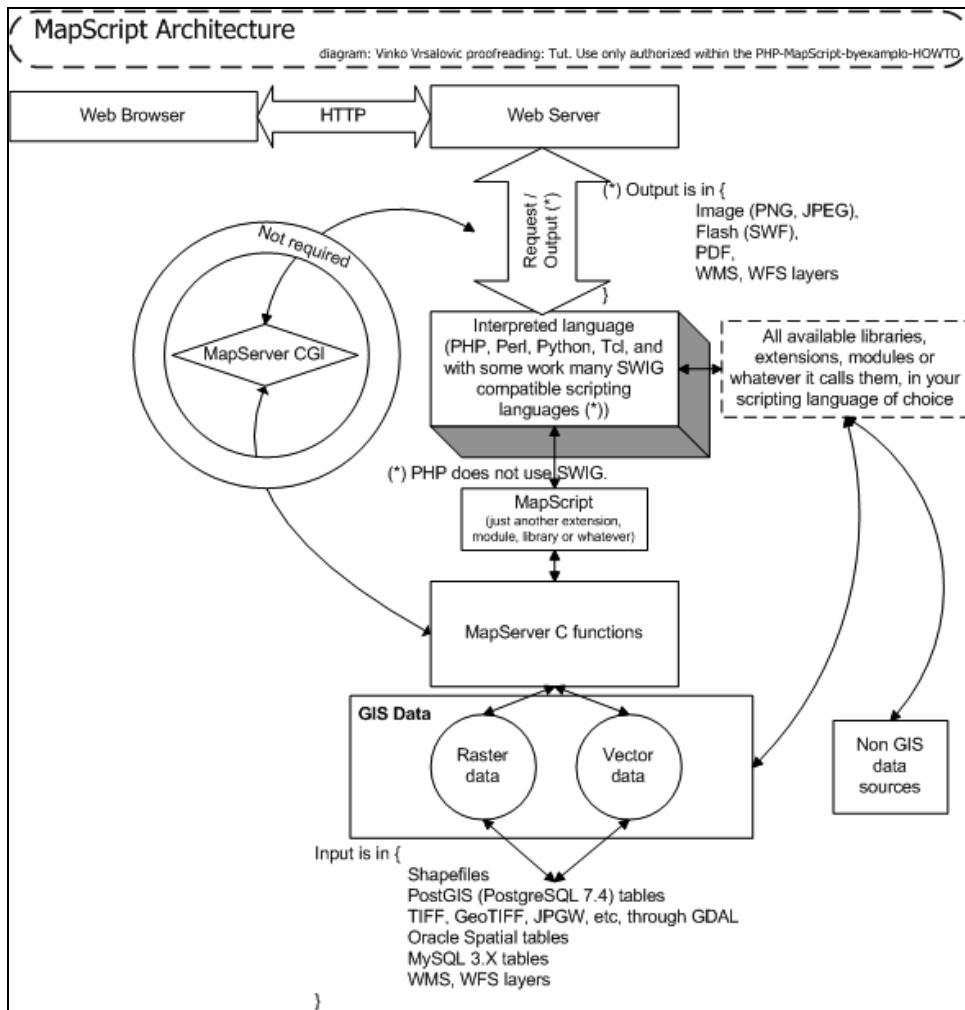 MapScript Architecture
diagram: Vinko Vrsalovic proofreading: Tut. Use only authorized within the PHP-MapScript-byexamplo-HOWTO
Web Browser
HTTP
Web Server
Request /
Output (*)
(*) Output is in {
Image (PNG, JPEG),
Flash (SWF),
PDF,
WMS, WFS layers
}
Not required
MapServer CGI
Interpreted language
(PHP, Perl, Python, Tcl, and
with some work many SWIG
compatible scripting
languages (*))
All available libraries,
extensions, modules or
whatever it calls them, in your
scripting language of choice
(*) PHP does not use SWIG.
MapScript
(just another extension,
module, library or whatever)
MapServer C functions
GIS Data
Raster
data
Vector
data
Non GIS
data
sources
Input is in {
Shapefiles
PostGIS (PostgreSQL 7.4) tables
TIFF, GeoTIFF, JPGW, etc, through GDAL
Oracle Spatial tables
MySQL 3.X tables
WMS, WFS layers
}